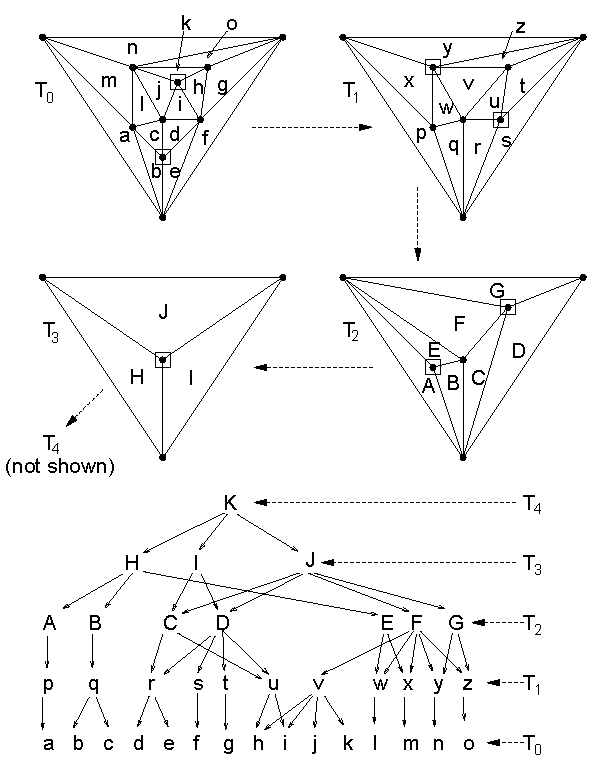 k o
n
T0 m j h g
l i
a c d f
b e
z
y
T1 x v t
w u
p q r s
J
T3
H I
T4
(not shown)
G
F
T2 E D
A B C
K T4
H I J T3
A B C D E F G T2
p q r s t u v w x y z T1
a b c d e f g h i j k l m n o T0